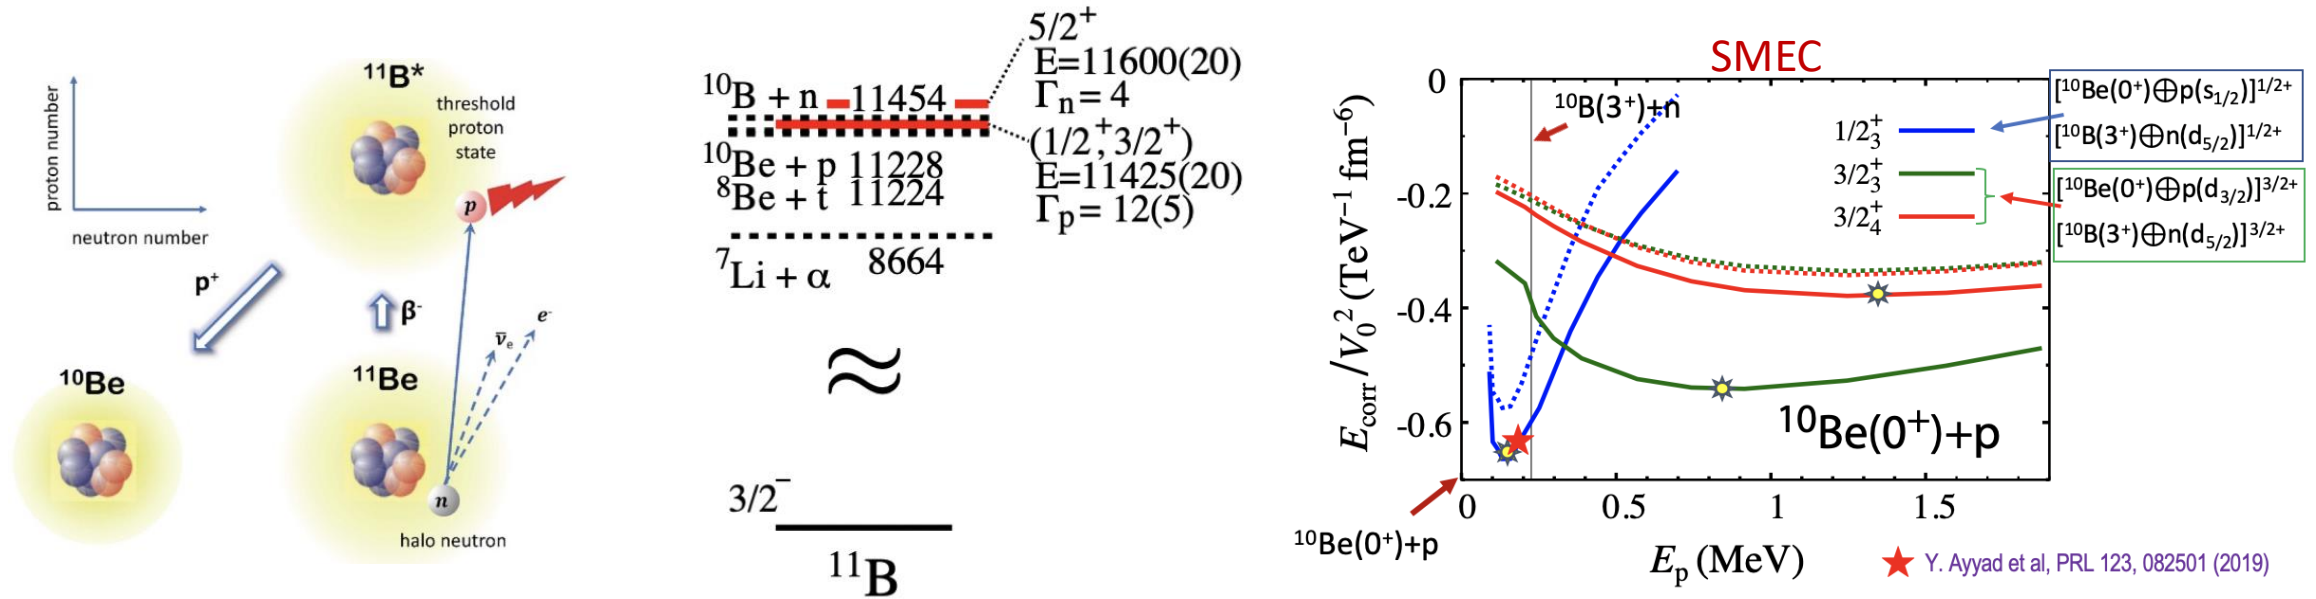 proton number
neutron number
¹¹B*
threshold
proton
state
p
p⁺
β⁻
ν̄ₑ
e⁻
¹⁰Be
¹¹Be
n
halo neutron
5/2⁺
E=11600(20)
Γₙ= 4
¹⁰B + n 11454
(1/2⁺,3/2⁺)
E=11425(20)
Γₚ= 12(5)
¹⁰Be + p 11228
⁸Be + t 11224
⁷Li + α 8664
≈
3/2⁻
¹¹B
SMEC
E_corr/V₀² (TeV⁻¹fm⁻⁶)
0
-0.2
-0.4
-0.6
¹⁰B(3⁺)+n
1/2₃⁺
3/2₃⁺
3/2₄⁺
[¹⁰Be(0⁺)⊕p(s₁/₂)]¹/²⁺
[¹⁰B(3⁺)⊕n(d₅/₂)]¹/²⁺
[¹⁰Be(0⁺)⊕p(d₃/₂)]³/²⁺
[¹⁰B(3⁺)⊕n(d₅/₂)]³/²⁺
¹⁰Be(0⁺)+p
0 0.5 1 1.5
¹⁰Be(0⁺)+p
Eₚ (MeV)
Y. Ayyad et al, PRL 123, 082501 (2019)